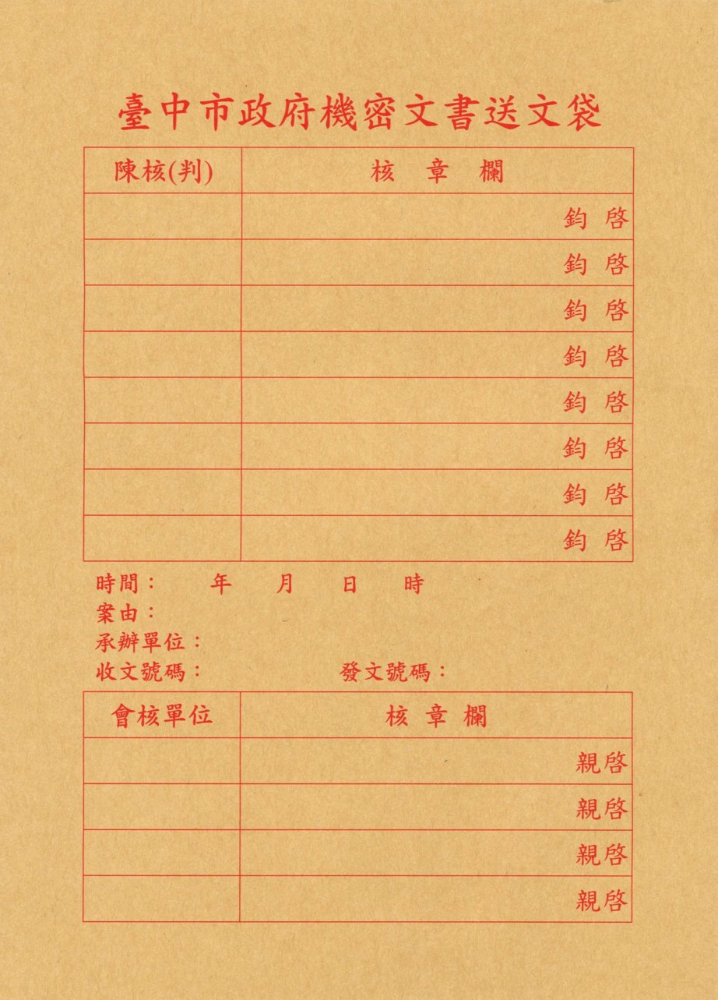 臺中市政府機密文書送文袋
陳核(判) 核章欄
鈞啓
鈞啓
鈞啓
鈞啓
鈞啓
鈞啓
鈞啓
鈞啓
時間： 年 月 日 時
案由：
承辦單位：
收文號碼： 發文號碼：
會核單位 核章欄
親啓
親啓
親啓
親啓